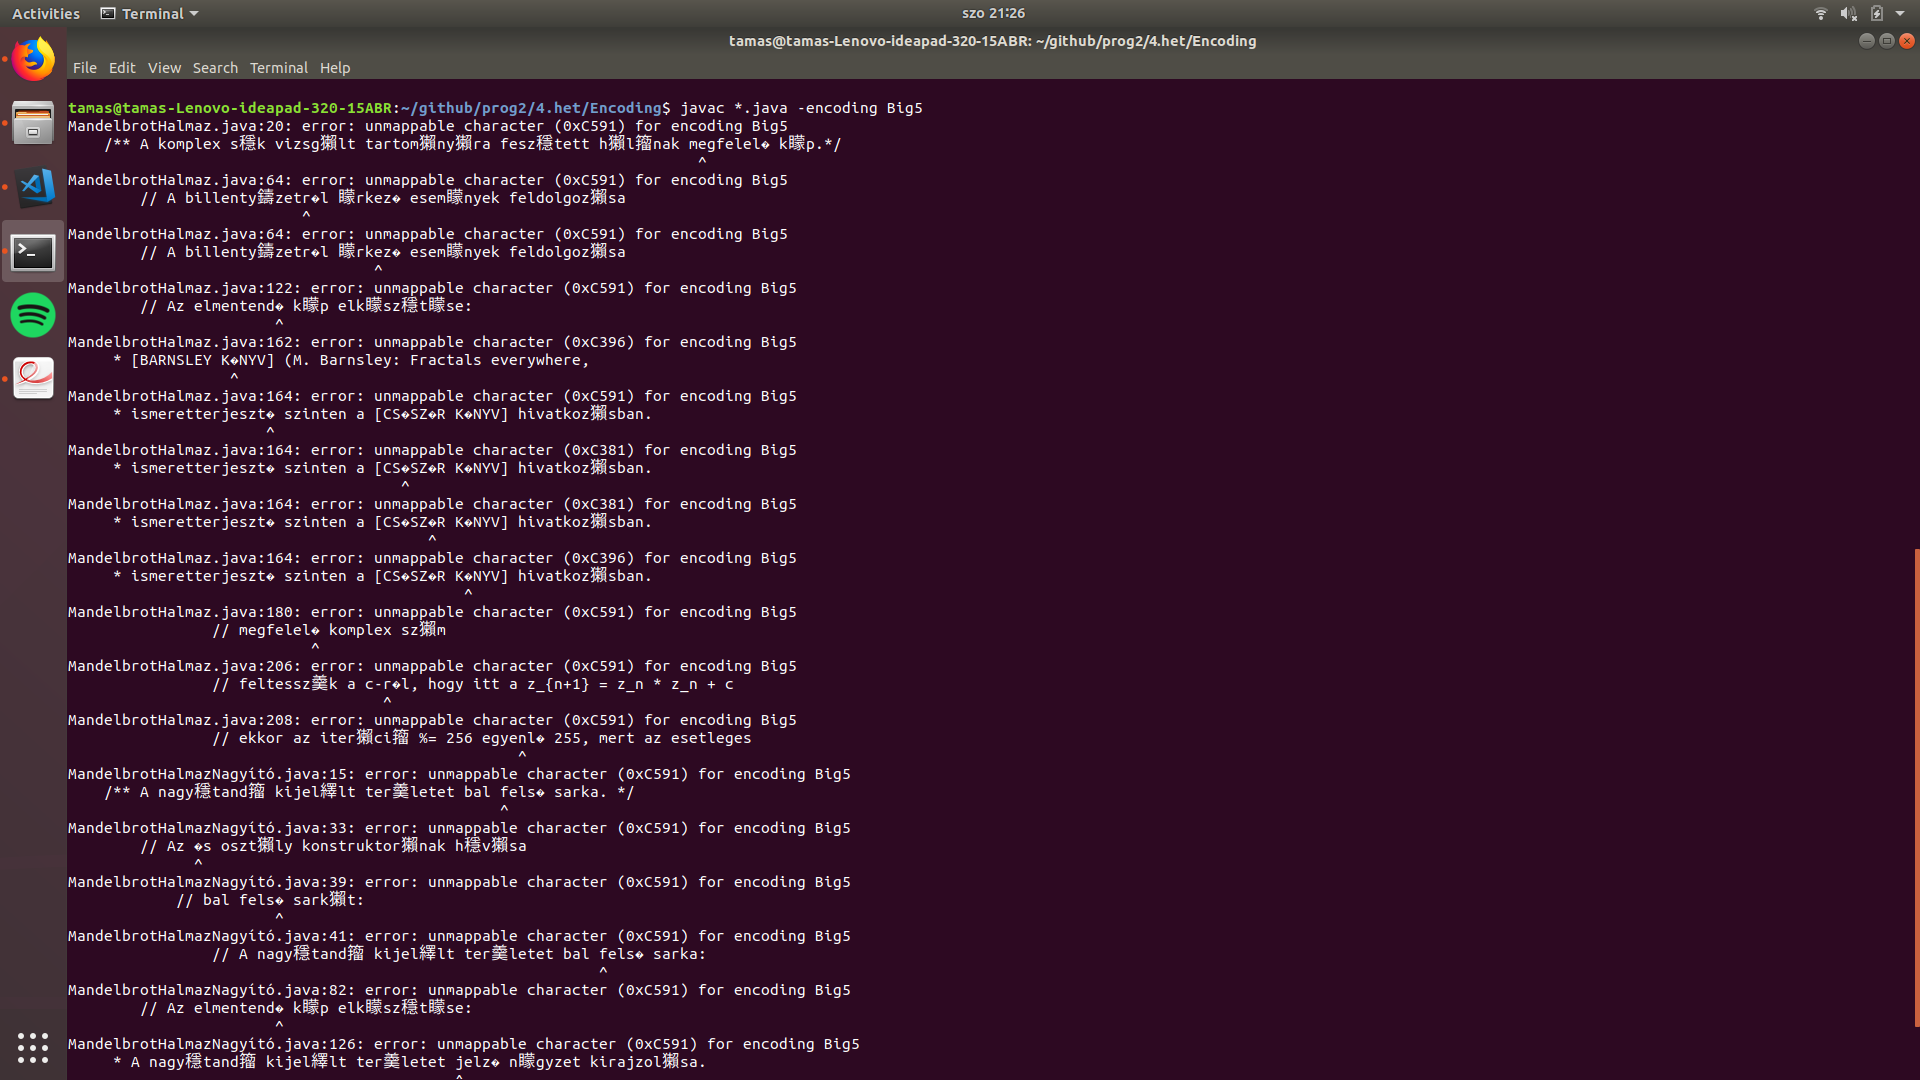 Activities Terminal szo 21:26
tamas@tamas-Lenovo-ideapad-320-15ABR: ~/github/prog2/4.het/Encoding
File Edit View Search Terminal Help
tamas@tamas-Lenovo-ideapad-320-15ABR:~/github/prog2/4.het/Encoding$ javac *.java -encoding Big5
MandelbrotHalmaz.java:20: error: unmappable character (0xC591) for encoding Big5
/** A komplex s穩k vizsg獺lt tartom獺ny獺ra fesz穩tett h獺l籀nak megfelel� k矇p.*/
^
MandelbrotHalmaz.java:64: error: unmappable character (0xC591) for encoding Big5
// A billenty羶zetr�l 矇rkez� esem矇nyek feldolgoz獺sa
^
MandelbrotHalmaz.java:64: error: unmappable character (0xC591) for encoding Big5
// A billenty羶zetr�l 矇rkez� esem矇nyek feldolgoz獺sa
^
MandelbrotHalmaz.java:122: error: unmappable character (0xC591) for encoding Big5
// Az elmentend� k矇p elk矇sz穩t矇se:
^
MandelbrotHalmaz.java:162: error: unmappable character (0xC396) for encoding Big5
* [BARNSLEY K�NYV] (M. Barnsley: Fractals everywhere,
^
MandelbrotHalmaz.java:164: error: unmappable character (0xC591) for encoding Big5
* ismeretterjeszt� szinten a [CS�SZ�R K�NYV] hivatkoz獺sban.
^
MandelbrotHalmaz.java:164: error: unmappable character (0xC381) for encoding Big5
* ismeretterjeszt� szinten a [CS�SZ�R K�NYV] hivatkoz獺sban.
^
MandelbrotHalmaz.java:164: error: unmappable character (0xC381) for encoding Big5
* ismeretterjeszt� szinten a [CS�SZ�R K�NYV] hivatkoz獺sban.
^
MandelbrotHalmaz.java:164: error: unmappable character (0xC396) for encoding Big5
* ismeretterjeszt� szinten a [CS�SZ�R K�NYV] hivatkoz獺sban.
^
MandelbrotHalmaz.java:180: error: unmappable character (0xC591) for encoding Big5
// megfelel� komplex sz獺m
^
MandelbrotHalmaz.java:206: error: unmappable character (0xC591) for encoding Big5
// feltessz羹k a c-r�l, hogy itt a z_{n+1} = z_n * z_n + c
^
MandelbrotHalmaz.java:208: error: unmappable character (0xC591) for encoding Big5
// ekkor az iter獺ci籀 %= 256 egyenl� 255, mert az esetleges
^
MandelbrotHalmazNagyító.java:15: error: unmappable character (0xC591) for encoding Big5
/** A nagy穩tand籀 kijel繹lt ter羹letet bal fels� sarka. */
^
MandelbrotHalmazNagyító.java:33: error: unmappable character (0xC591) for encoding Big5
// Az �s oszt獺ly konstruktor獺nak h穩v獺sa
^
MandelbrotHalmazNagyító.java:39: error: unmappable character (0xC591) for encoding Big5
// bal fels� sark獺t:
^
MandelbrotHalmazNagyító.java:41: error: unmappable character (0xC591) for encoding Big5
// A nagy穩tand籀 kijel繹lt ter羹letet bal fels� sarka:
^
MandelbrotHalmazNagyító.java:82: error: unmappable character (0xC591) for encoding Big5
// Az elmentend� k矇p elk矇sz穩t矇se:
^
MandelbrotHalmazNagyító.java:126: error: unmappable character (0xC591) for encoding Big5
* A nagy穩tand籀 kijel繹lt ter羹letet jelz� n矇gyzet kirajzol獺sa.
^